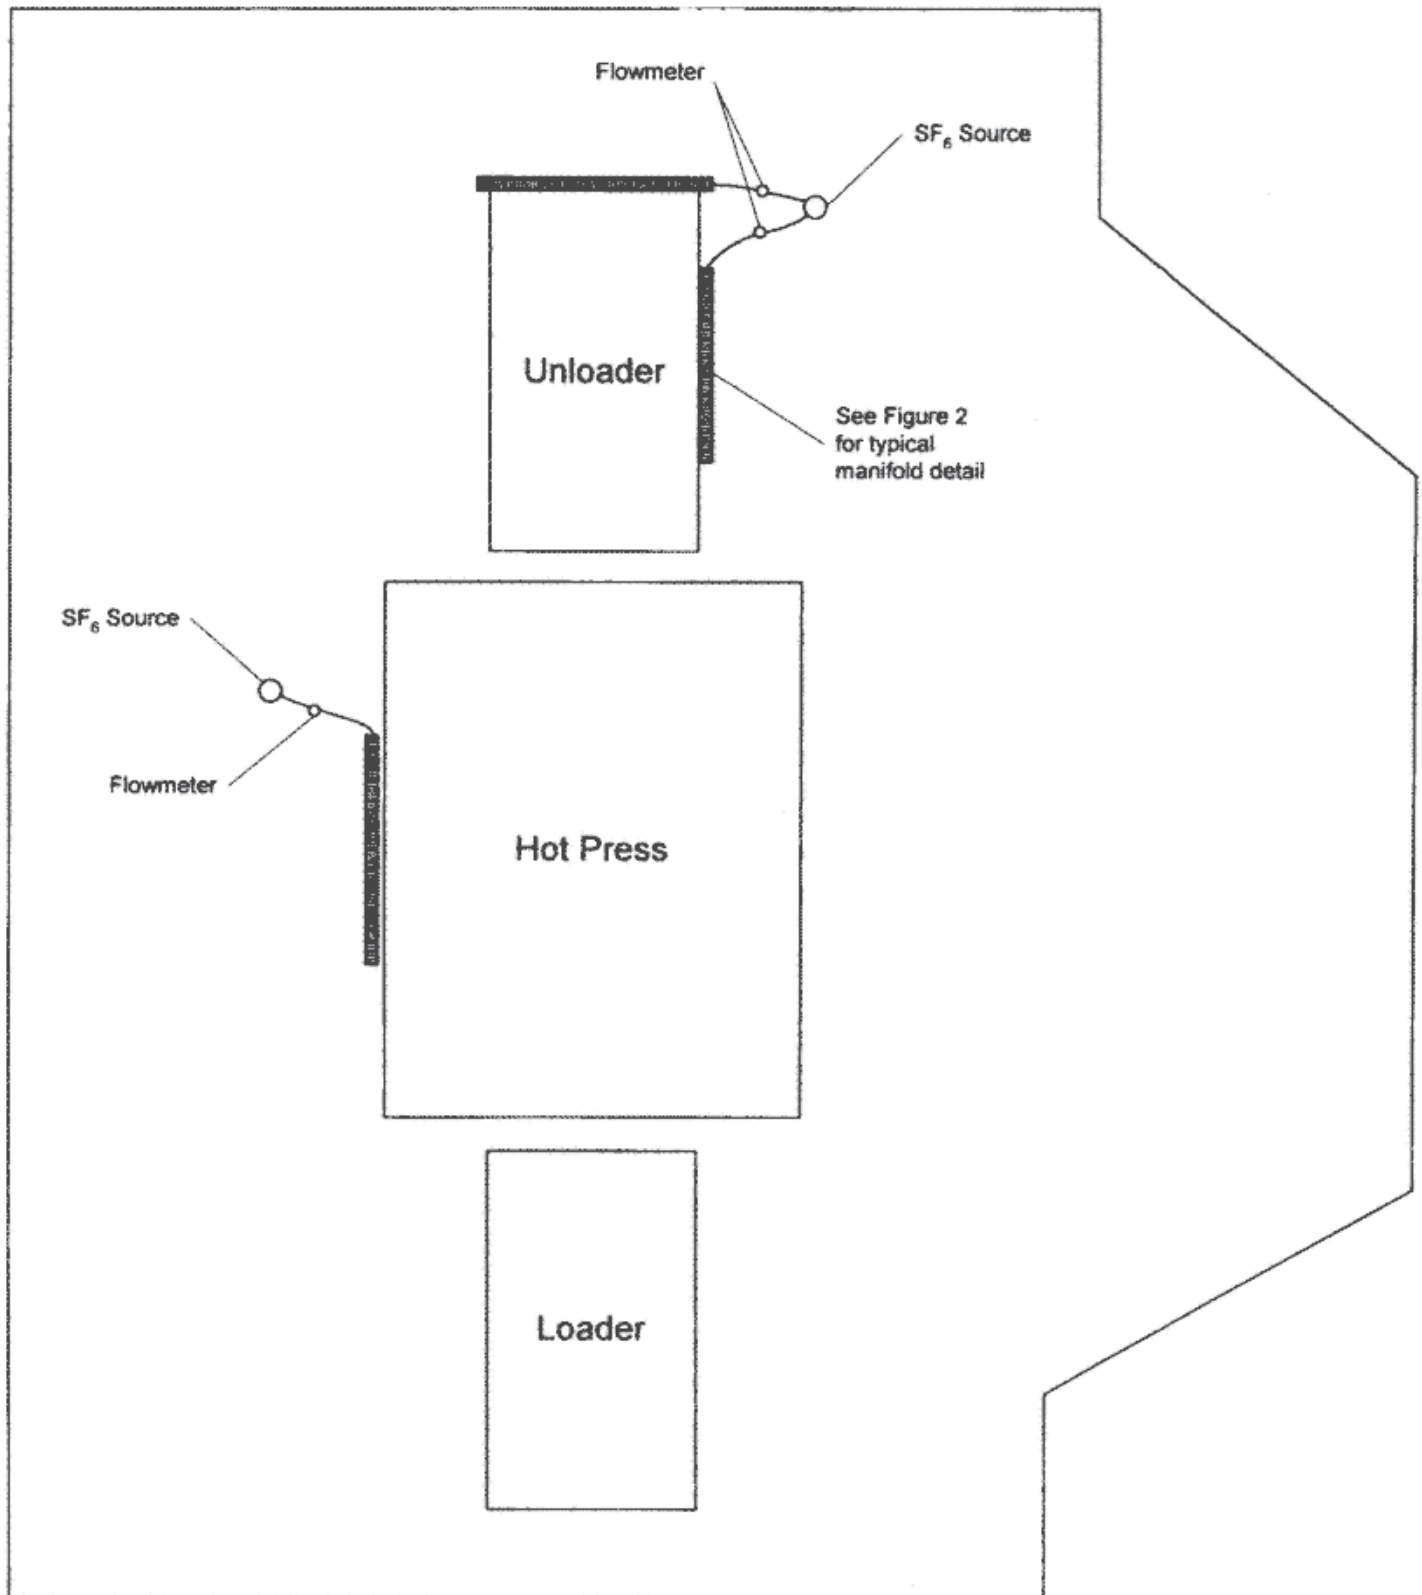 Flowmeter
SF₆ Source
Unloader
See Figure 2
for typical
manifold detail
SF₆ Source
Flowmeter
Hot Press
Loader